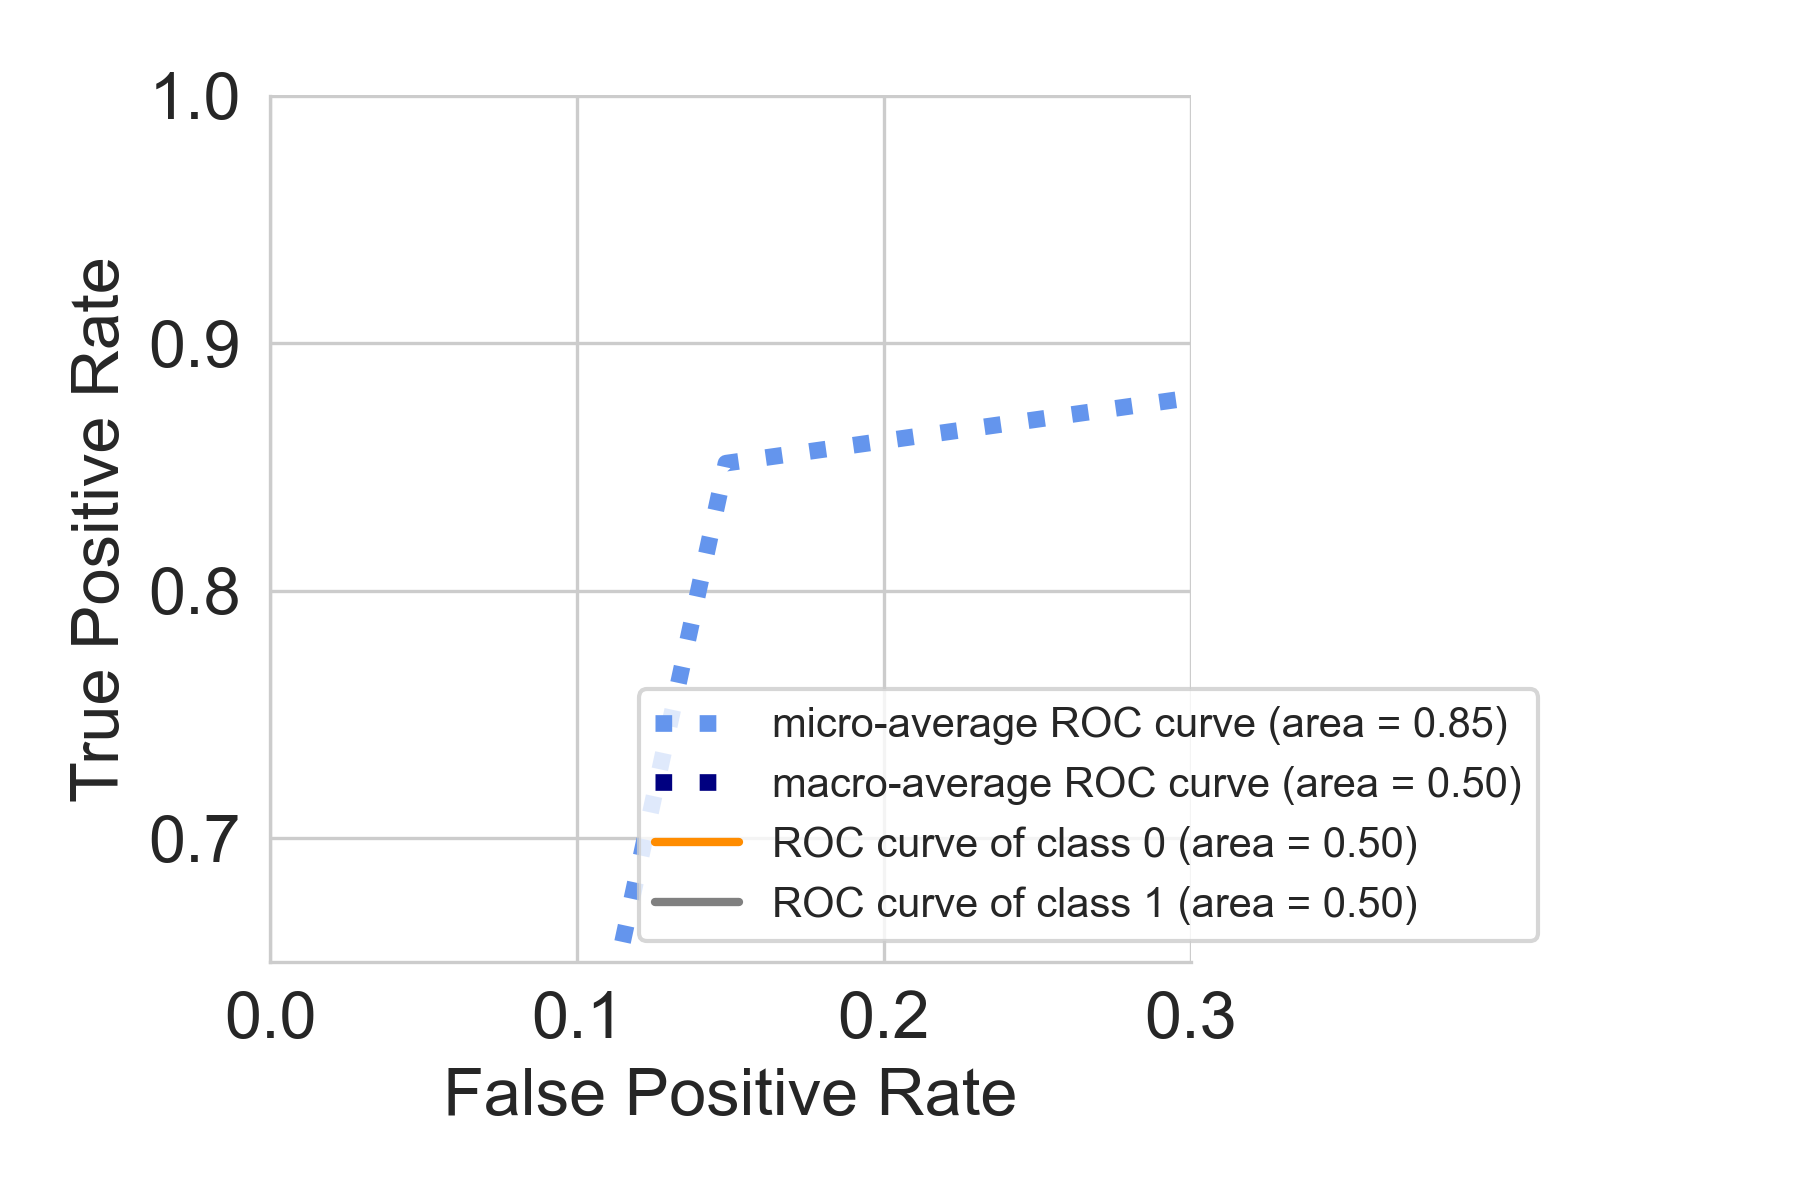 1.0
0.9
0.8
0.7
True Positive Rate
micro-average ROC curve (area = 0.85)
macro-average ROC curve (area = 0.50)
ROC curve of class 0 (area = 0.50)
ROC curve of class 1 (area = 0.50)
0.0 0.1 0.2 0.3
False Positive Rate